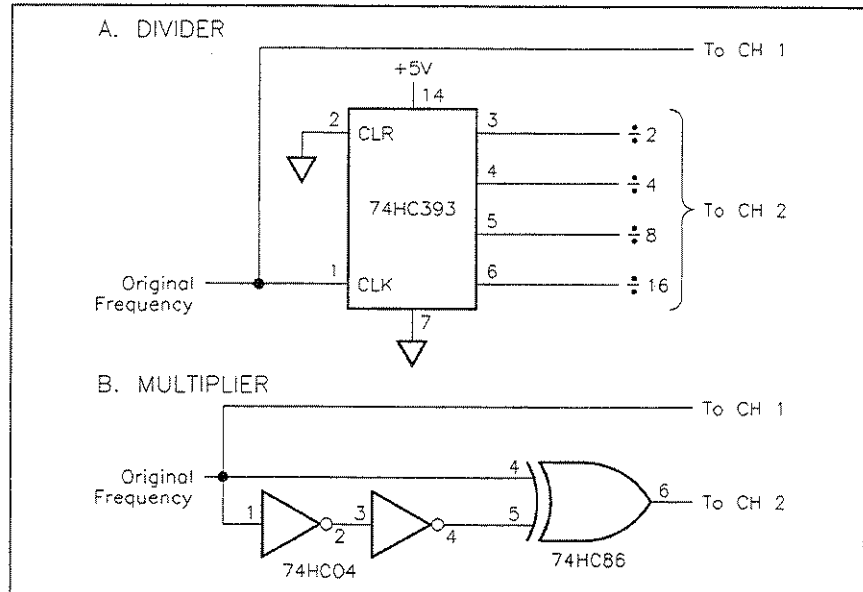 A. DIVIDER
To CH 1
+5V
14
2
CLR
3
÷2
4
÷4
74HC393
To CH 2
5
÷8
1
CLK
6
÷16
Original
Frequency
7
B. MULTIPLIER
To CH 1
Original
Frequency
4
6
To CH 2
1
2
3
4
5
74HC04
74HC86